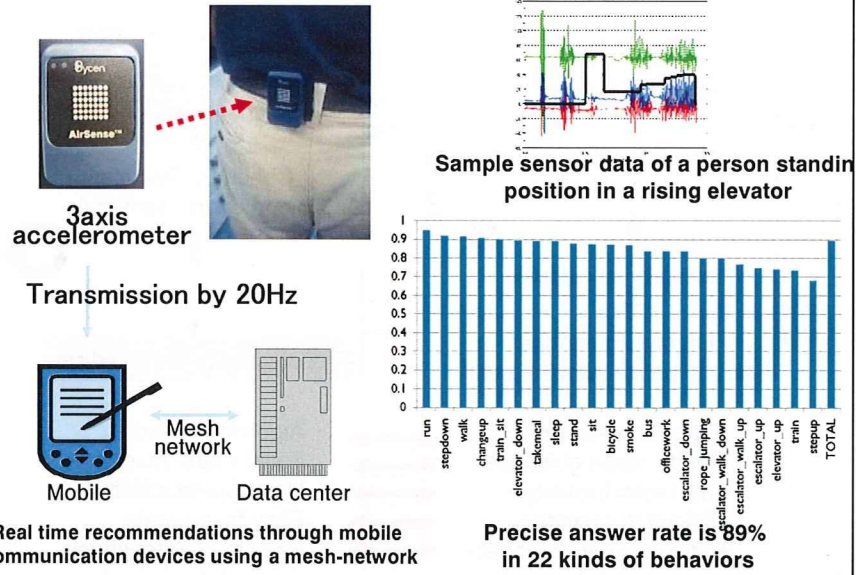 Bycen
AirSense™
3axis
accelerometer
Transmission by 20Hz
Mesh
network
Mobile
Data center
Real time recommendations through mobile
ommunication devices using a mesh-network
Sample sensor data of a person standin
position in a rising elevator
1
0.9
0.8
0.7
0.6
0.5
0.4
0.3
0.2
0.1
0
run
stepdown
walk
changeup
train_sit
elevator_down
takemeal
sleep
stand
sit
bicycle
smoke
bus
officework
escalator_down
rope_jumping
escalator_walk_down
escalator_walk_up
escalator_up
elevator_up
train
stepup
TOTAL
Precise answer rate is 89%
in 22 kinds of behaviors